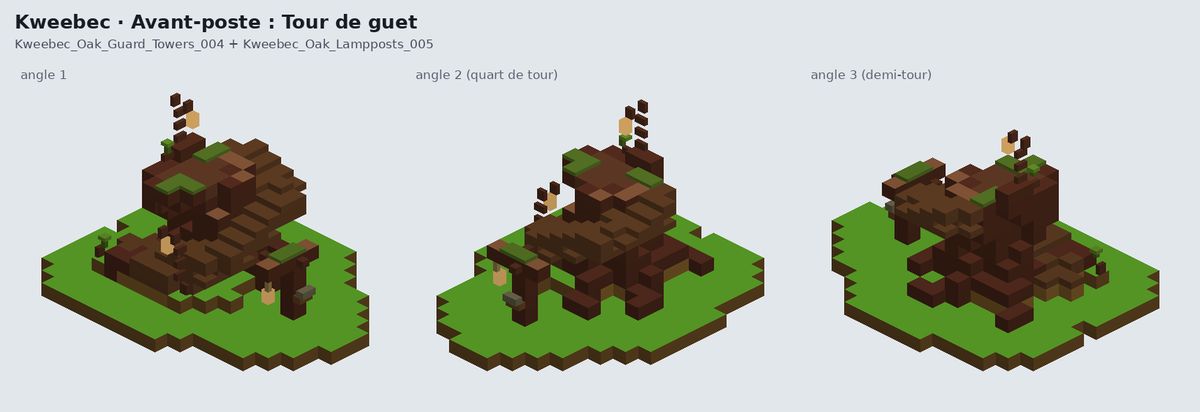 Kweebec · Avant-poste : Tour de guet
Kweebec_Oak_Guard_Towers_004 + Kweebec_Oak_Lampposts_005
angle 1
angle 2 (quart de tour)
angle 3 (demi-tour)